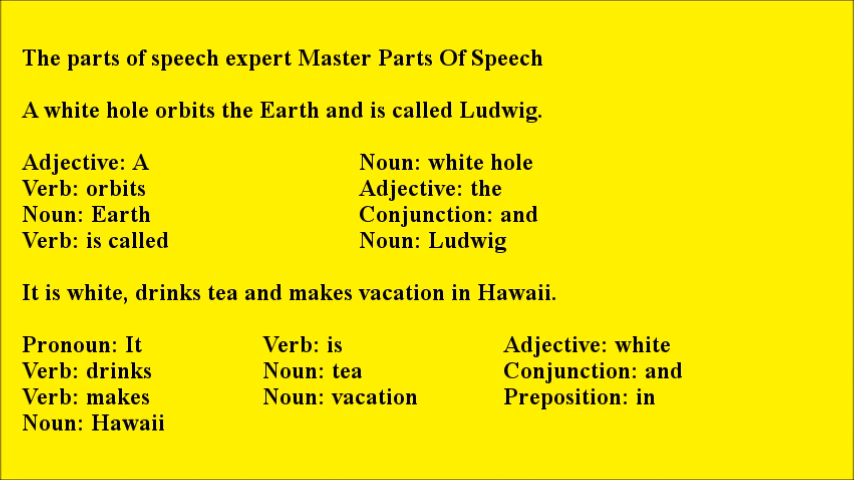 The parts of speech expert Master Parts Of Speech
A white hole orbits the Earth and is called Ludwig.
Adjective: A Noun: white hole
Verb: orbits Adjective: the
Noun: Earth Conjunction: and
Verb: is called Noun: Ludwig
It is white, drinks tea and makes vacation in Hawaii.
Pronoun: It Verb: is Adjective: white
Verb: drinks Noun: tea Conjunction: and
Verb: makes Noun: vacation Preposition: in
Noun: Hawaii